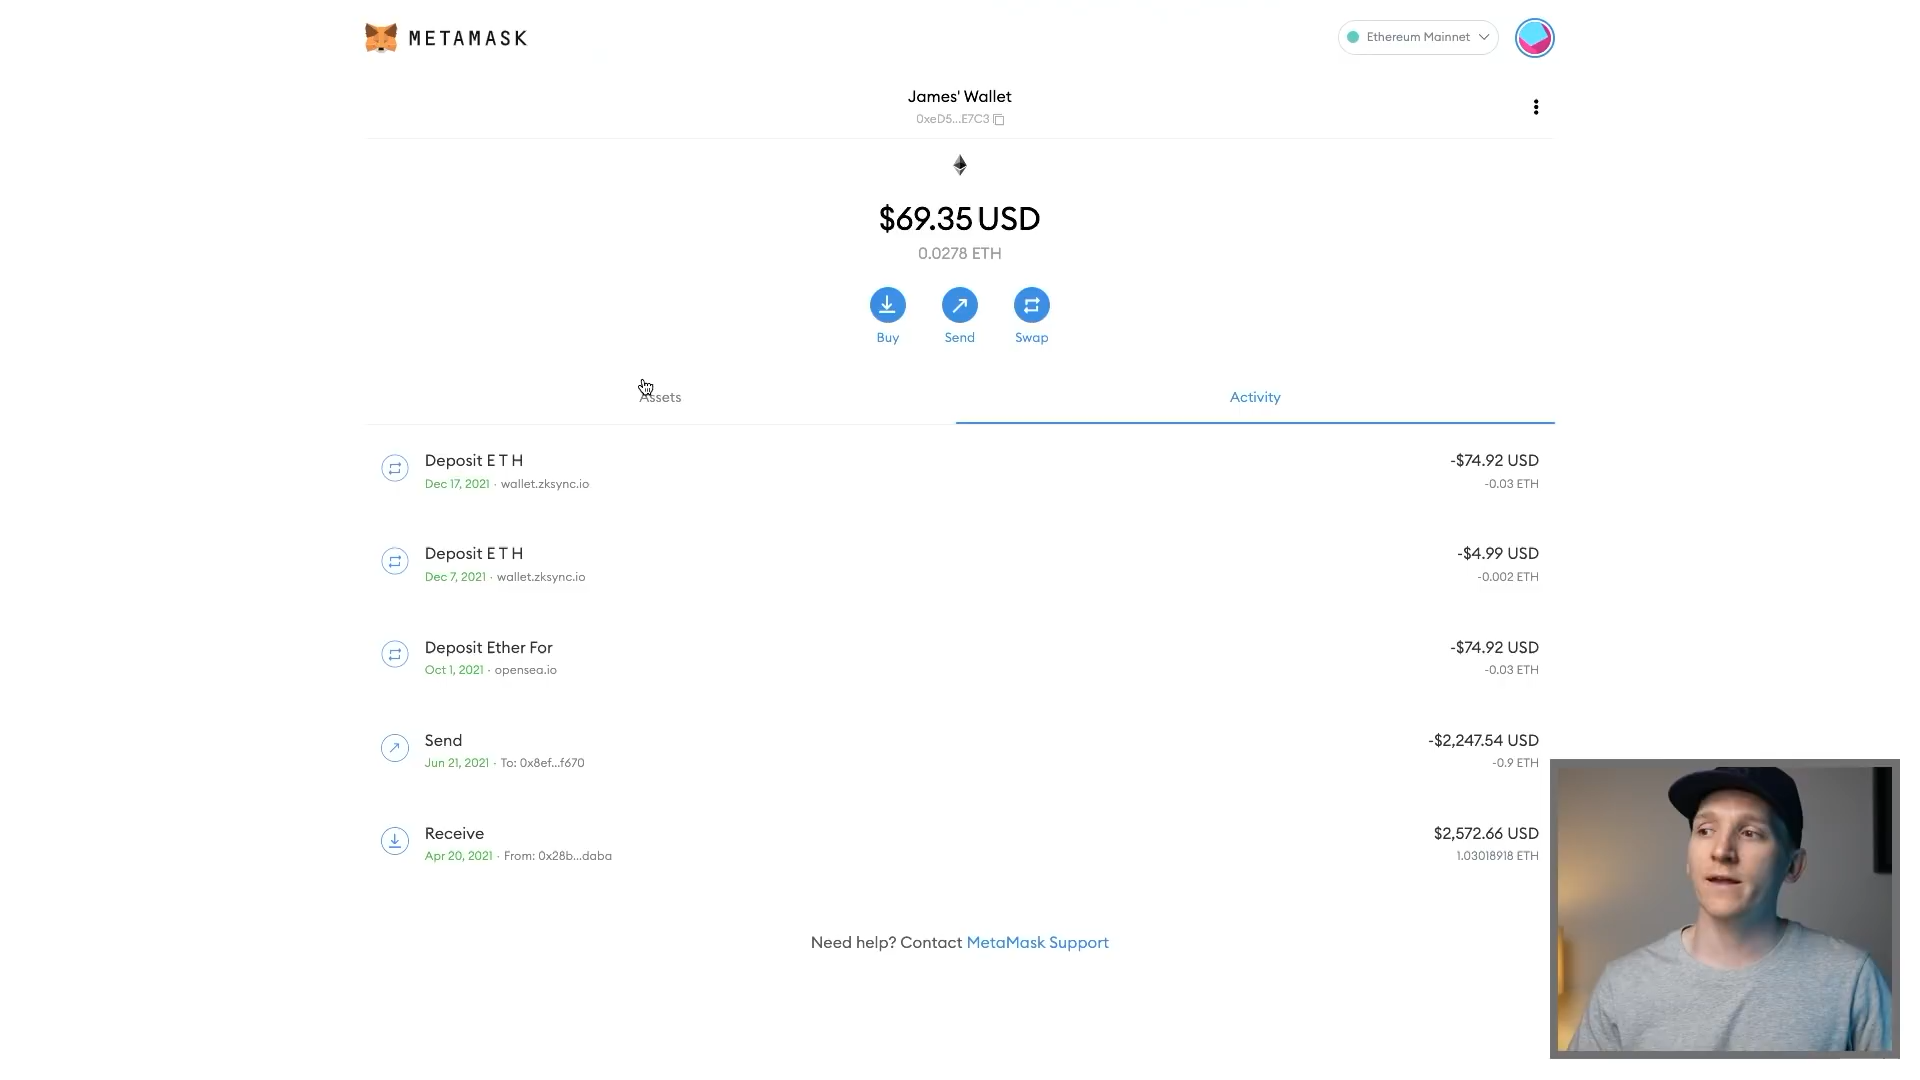 METAMASK
Ethereum Mainnet
James' Wallet
0xeD5...E7C3
$69.35 USD
0.0278 ETH
Buy Send Swap
Assets Activity
Deposit E T H -$74.92 USD
Dec 17, 2021 · wallet.zksync.io -0.03 ETH
Deposit E T H -$4.99 USD
Dec 7, 2021 · wallet.zksync.io -0.002 ETH
Deposit Ether For -$74.92 USD
Oct 1, 2021 · opensea.io -0.03 ETH
Send -$2,247.54 USD
Jun 21, 2021 · To: 0x8ef...f670 -0.9 ETH
Receive $2,572.66 USD
Apr 20, 2021 · From: 0x28b...daba 1.03018918 ETH
Need help? Contact MetaMask Support